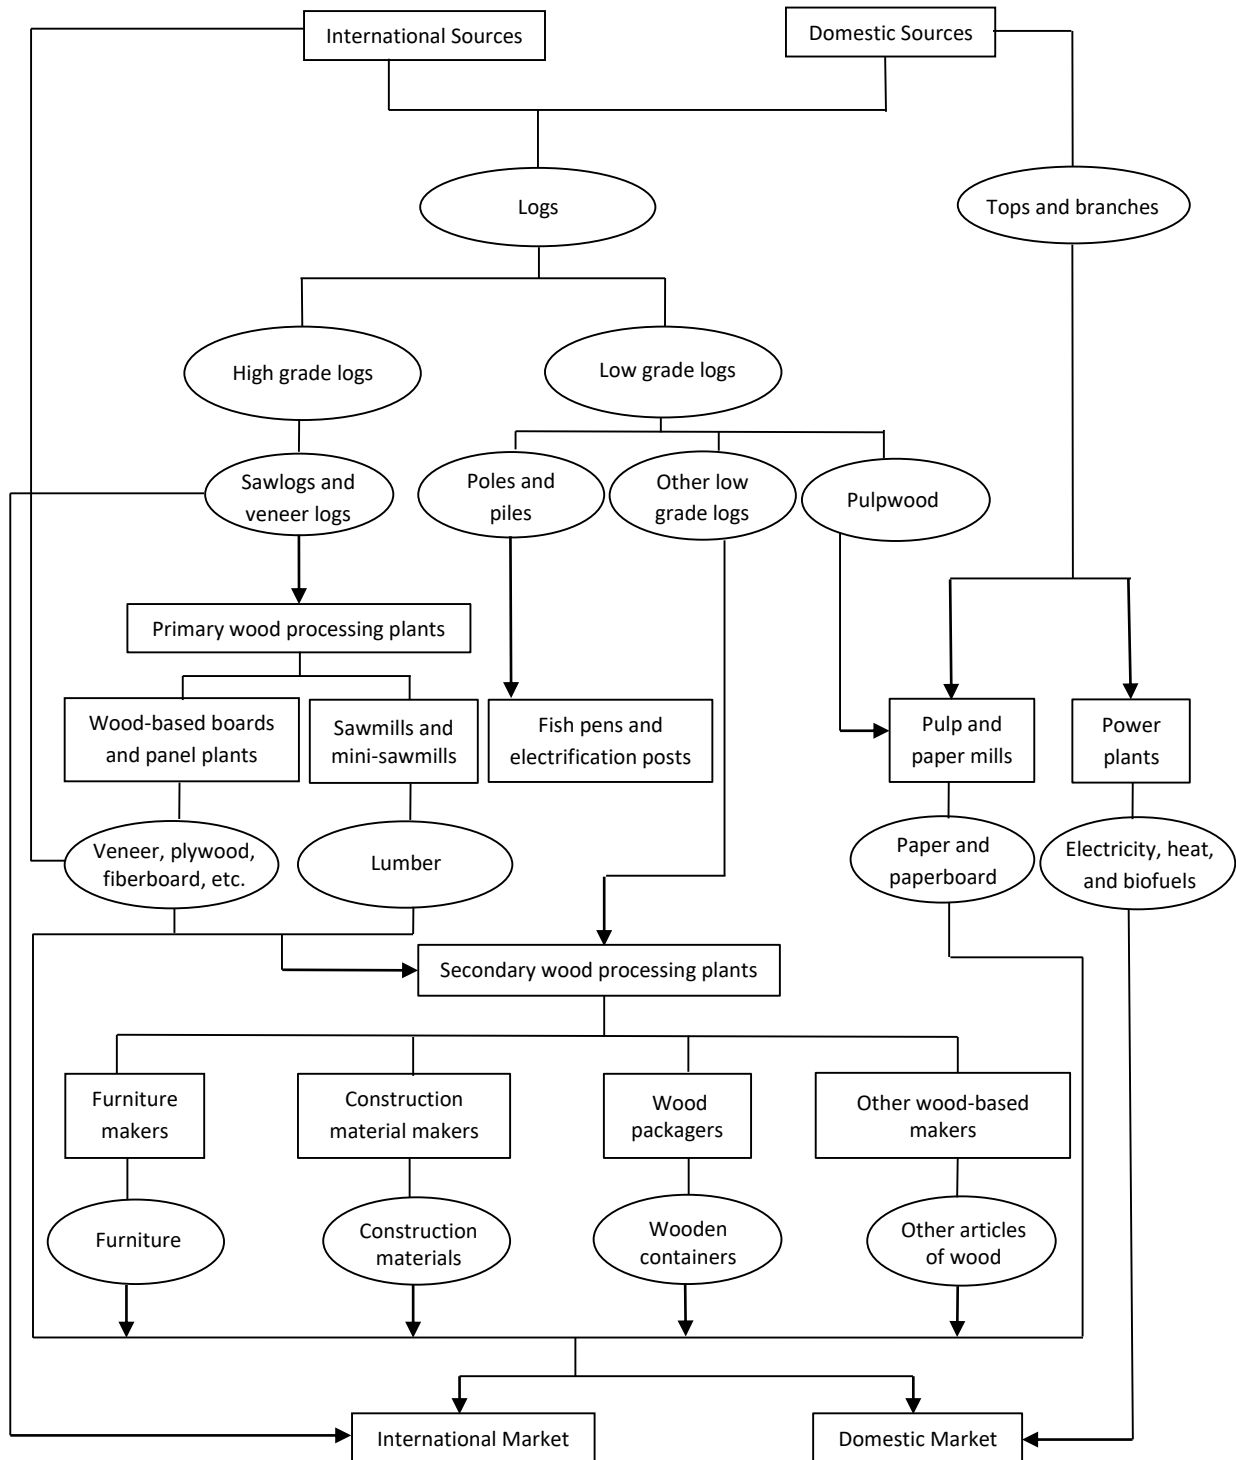 International Sources
Domestic Sources
Logs
Tops and branches
High grade logs
Low grade logs
Sawlogs and
veneer logs
Poles and
piles
Other low
grade logs
Pulpwood
Primary wood processing plants
Wood-based boards
and panel plants
Sawmills and
mini-sawmills
Fish pens and
electrification posts
Pulp and
paper mills
Power
plants
Veneer, plywood,
fiberboard, etc.
Lumber
Paper and
paperboard
Electricity, heat,
and biofuels
Secondary wood processing plants
Furniture
makers
Construction
material makers
Wood
packagers
Other wood-based
makers
Furniture
Construction
materials
Wooden
containers
Other articles
of wood
International Market
Domestic Market